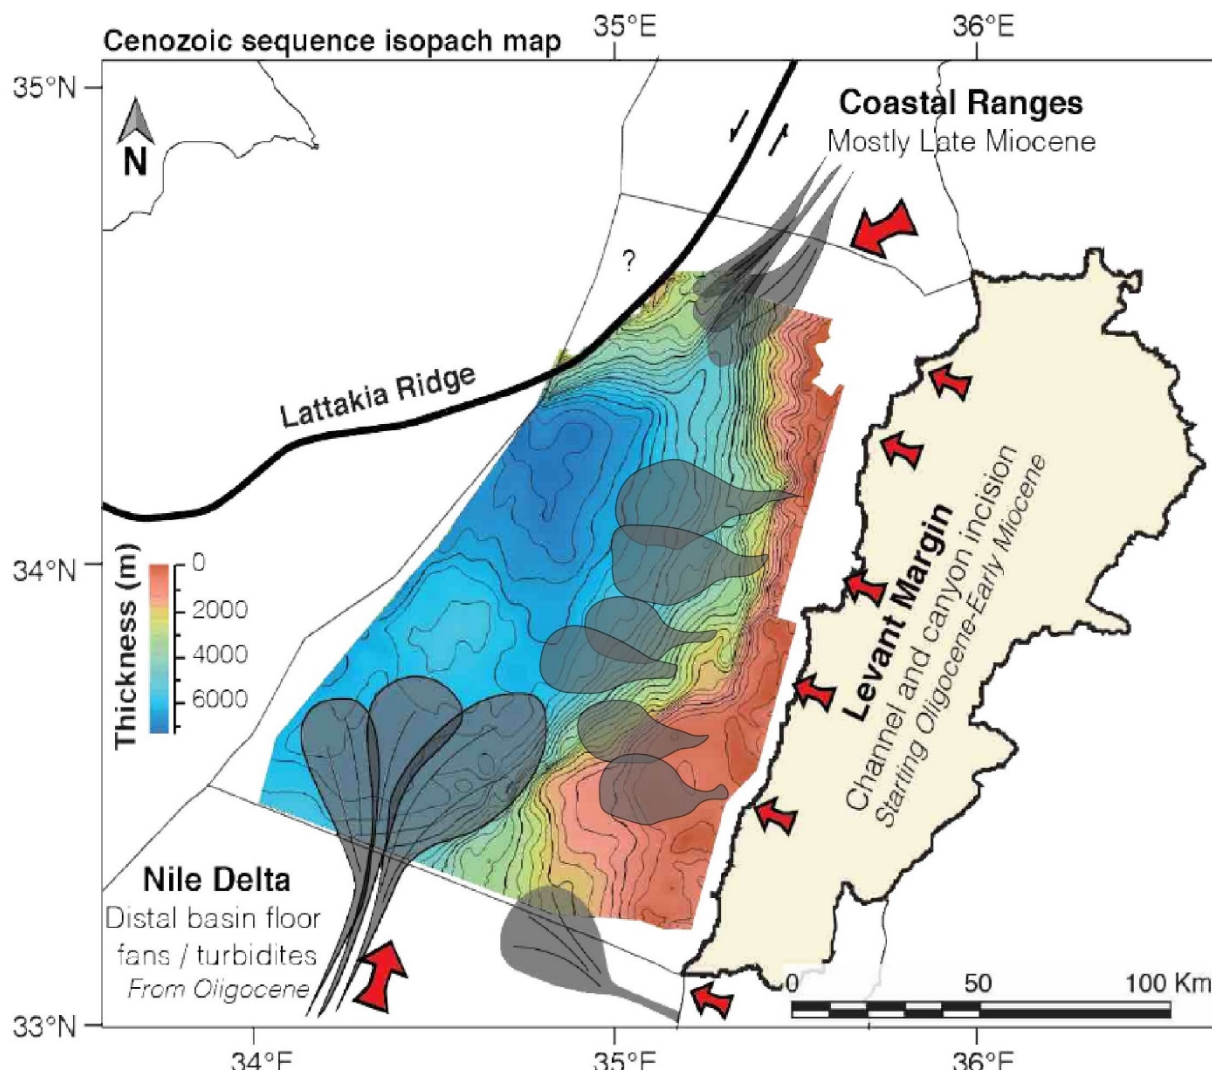 Cenozoic sequence isopach map
35°E
36°E
35°N
N
Coastal Ranges
Mostly Late Miocene
?
Lattakia Ridge
34°N
Thickness (m)
0
2000
4000
6000
Levant Margin
Channel and canyon incision
Starting Oligocene-Early Miocene
Nile Delta
Distal basin floor
fans / turbidites
From Oligocene
0
50
100 Km
33°N
34°E
35°E
36°E